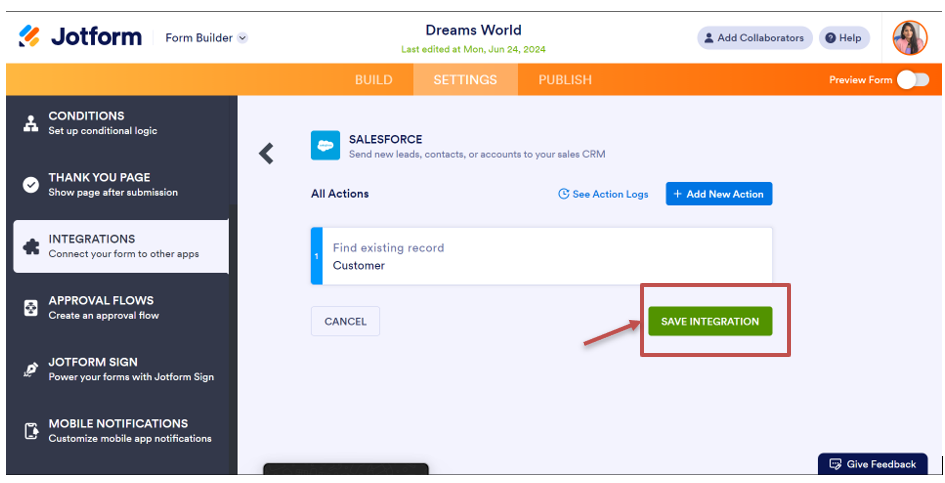 Jotform
Form Builder
Dreams World
Last edited at Mon, Jun 24, 2024
Add Collaborators
Help
BUILD
SETTINGS
PUBLISH
Preview Form
CONDITIONS
Set up conditional logic
THANK YOU PAGE
Show page after submission
INTEGRATIONS
Connect your form to other apps
APPROVAL FLOWS
Create an approval flow
JOTFORM SIGN
Power your forms with Jotform Sign
MOBILE NOTIFICATIONS
Customize mobile app notifications
SALESFORCE
Send new leads, contacts, or accounts to your sales CRM
All Actions
See Action Logs
+ Add New Action
1
Find existing record
Customer
CANCEL
SAVE INTEGRATION
Give Feedback